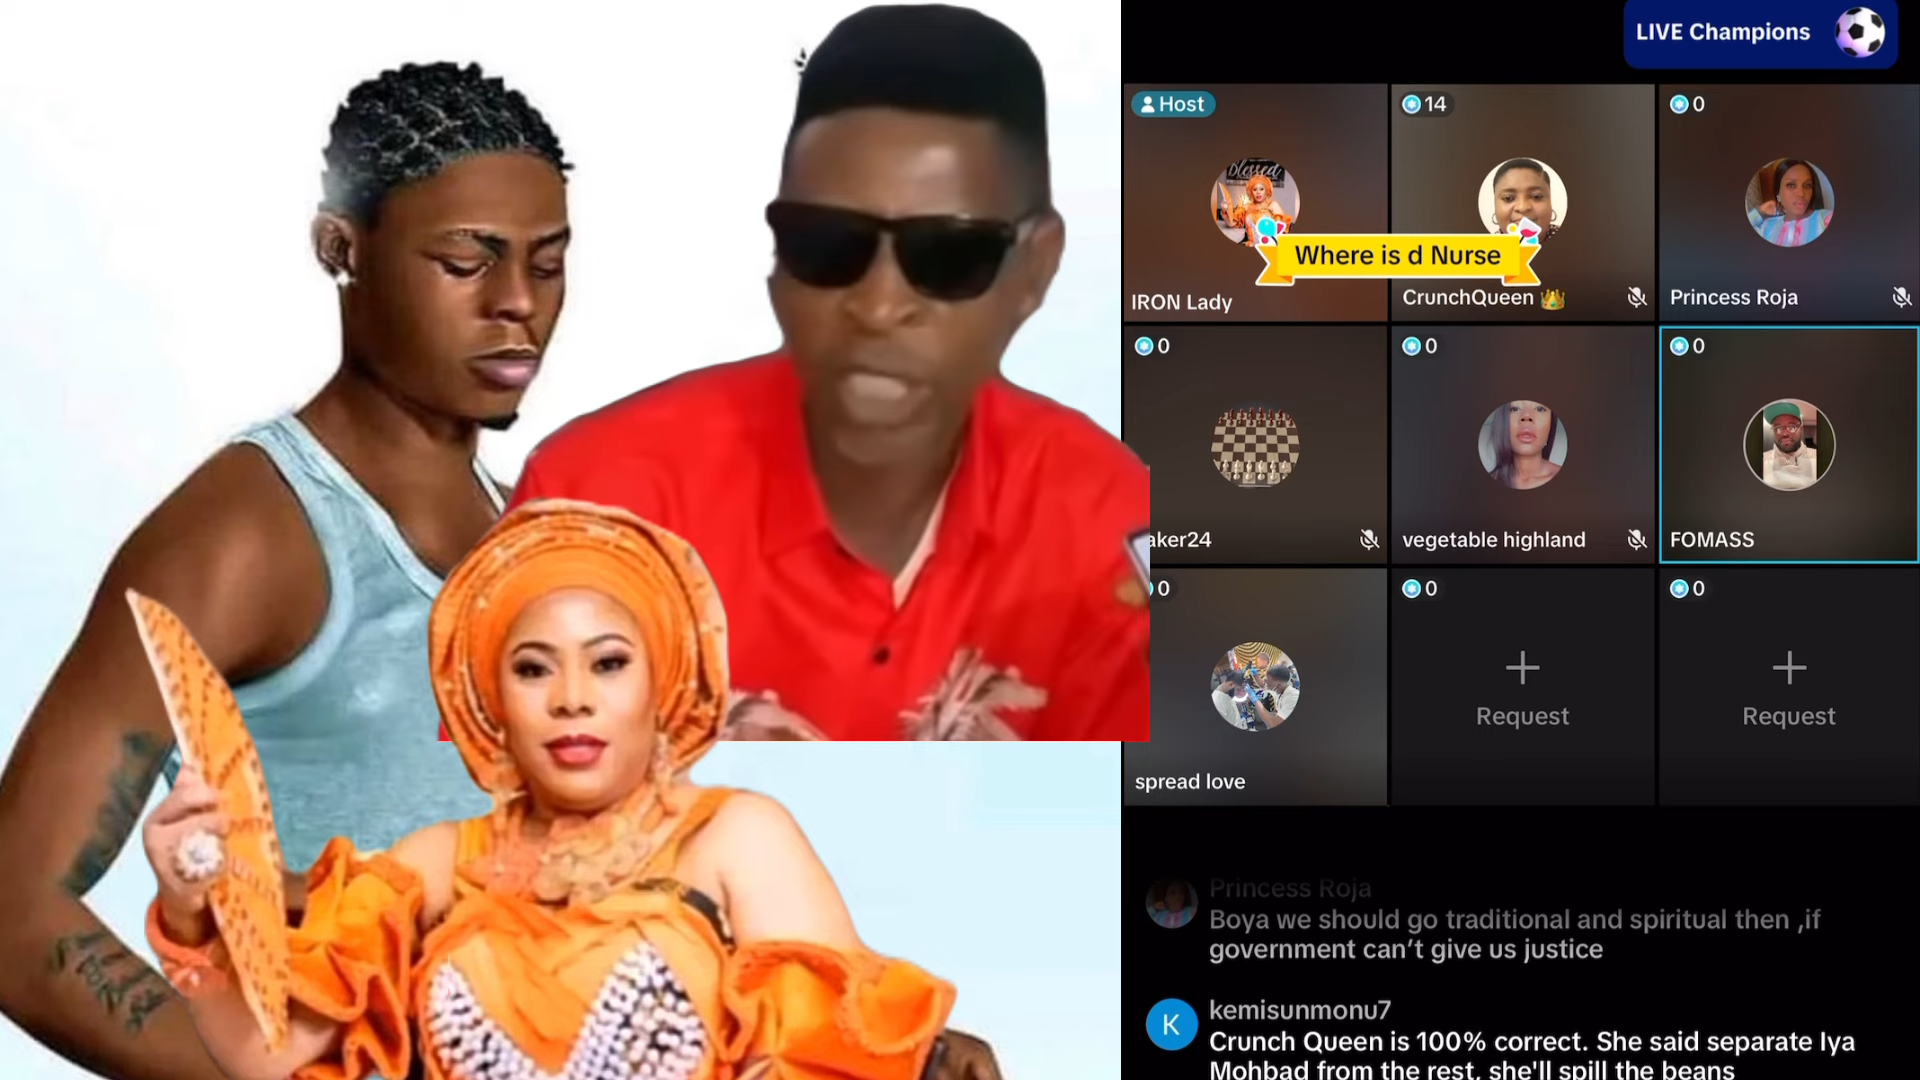 LIVE Champions
Host
14
0
blessed
Where is d Nurse
IRON Lady
CrunchQueen
Princess Roja
0
0
0
aker24
vegetable highland
FOMASS
0
0
0
Request
Request
spread love
Princess Roja
Boya we should go traditional and spiritual then ,if
government can't give us justice
K
kemisunmonu7
Crunch Queen is 100% correct. She said separate Iya
Mohbad from the rest, she'll spill the beans